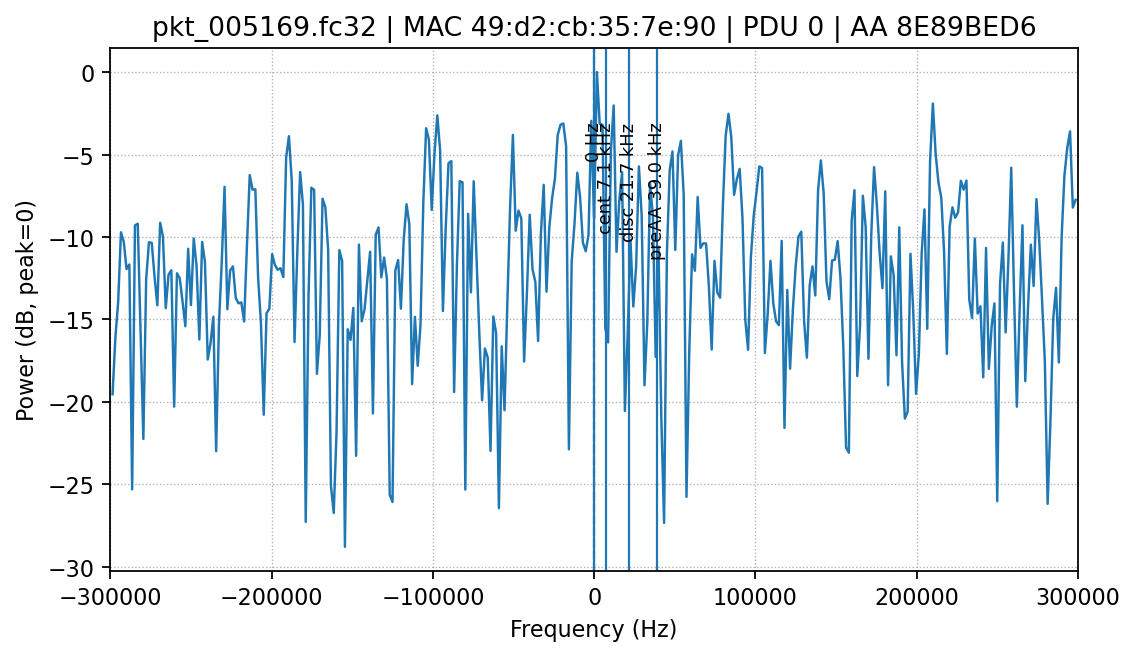 pkt_005169.fc32 | MAC 49:d2:cb:35:7e:90 | PDU 0 | AA 8E89BED6
0
−5
−10
−15
−20
−25
−30
Power (dB, peak=0)
0 Hz
cent 7.1 kHz
disc 21.7 kHz
preAA 39.0 kHz
−300000
−200000
−100000
0
100000
200000
300000
Frequency (Hz)